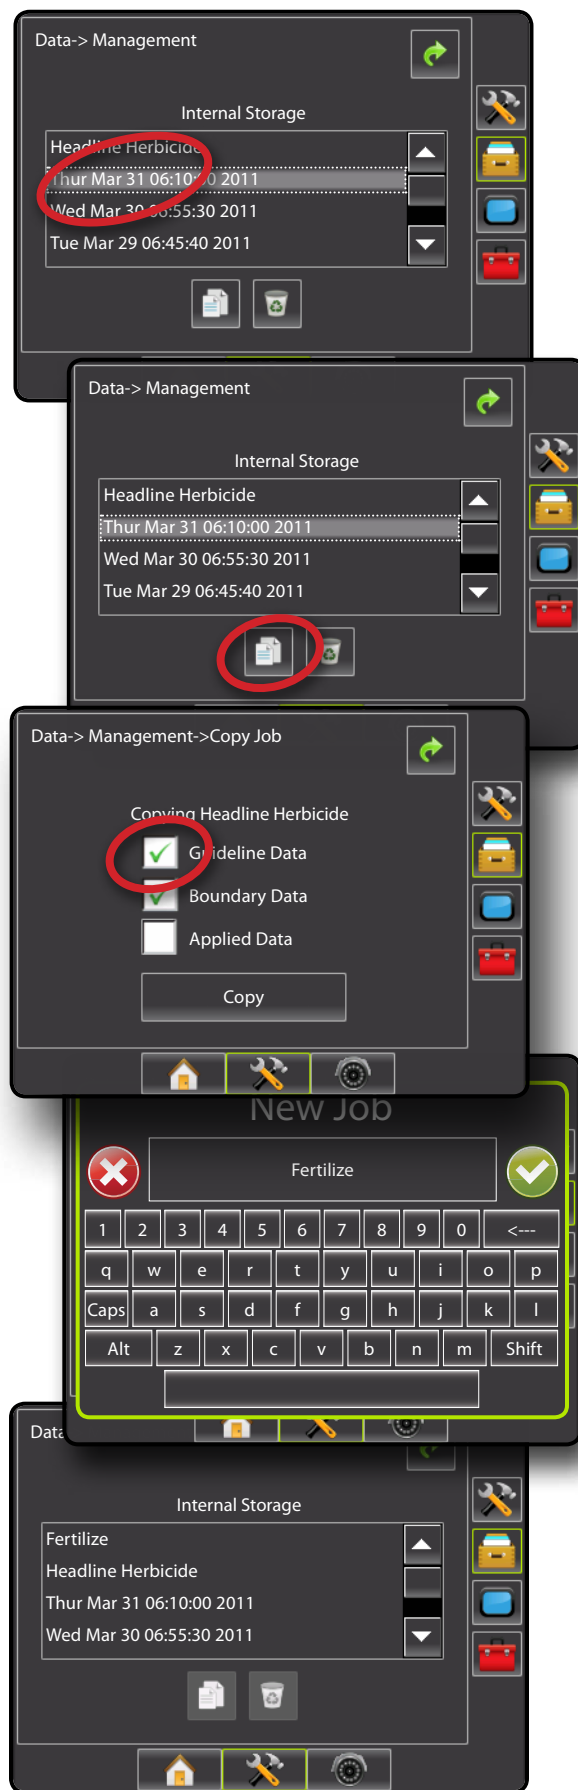 Data-> Management
Internal Storage
Headline Herbicide
Thur Mar 31 06:10:00 2011
Wed Mar 30 06:55:30 2011
Tue Mar 29 06:45:40 2011
Data-> Management
Internal Storage
Headline Herbicide
Thur Mar 31 06:10:00 2011
Wed Mar 30 06:55:30 2011
Tue Mar 29 06:45:40 2011
Data-> Management->Copy Job
Copying Headline Herbicide
Guideline Data
Boundary Data
Applied Data
Copy
New Job
Fertilize
1 2 3 4 5 6 7 8 9 0 <---
q w e r t y u i o p
Caps a s d f g h j k l
Alt z x c v b n m Shift
Data
Internal Storage
Fertilize
Headline Herbicide
Thur Mar 31 06:10:00 2011
Wed Mar 30 06:55:30 2011